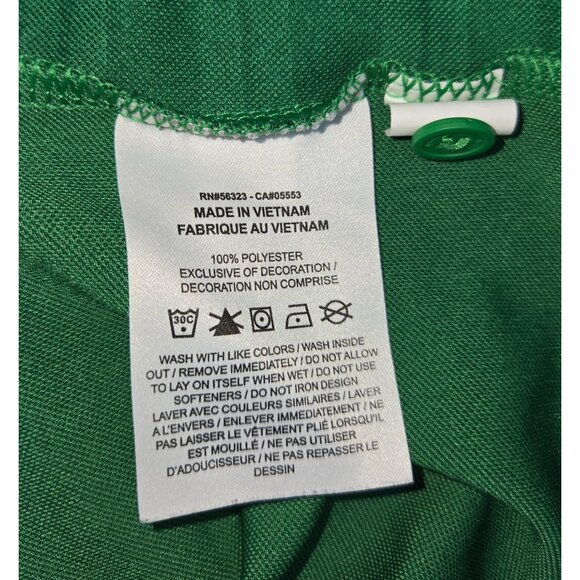 RN#56323 - CA#05553
MADE IN VIETNAM
FABRIQUE AU VIETNAM
100% POLYESTER
EXCLUSIVE OF DECORATION /
DECORATION NON COMPRISE
30C
WASH WITH LIKE COLORS / WASH INSIDE
OUT / REMOVE IMMEDIATELY / DO NOT ALLOW
TO LAY ON ITSELF WHEN WET / DO NOT USE
SOFTENERS / DO NOT IRON DESIGN
LAVER AVEC COULEURS SIMILAIRES / LAVER
A L'ENVERS / ENLEVER IMMÉDIATEMENT / NE
PAS LAISSER LE VÊTEMENT PLIÉ LORSQU'IL
EST MOUILLÉ / NE PAS UTILISER
D'ADOUCISSEUR / NE PAS REPASSER LE
DESSIN